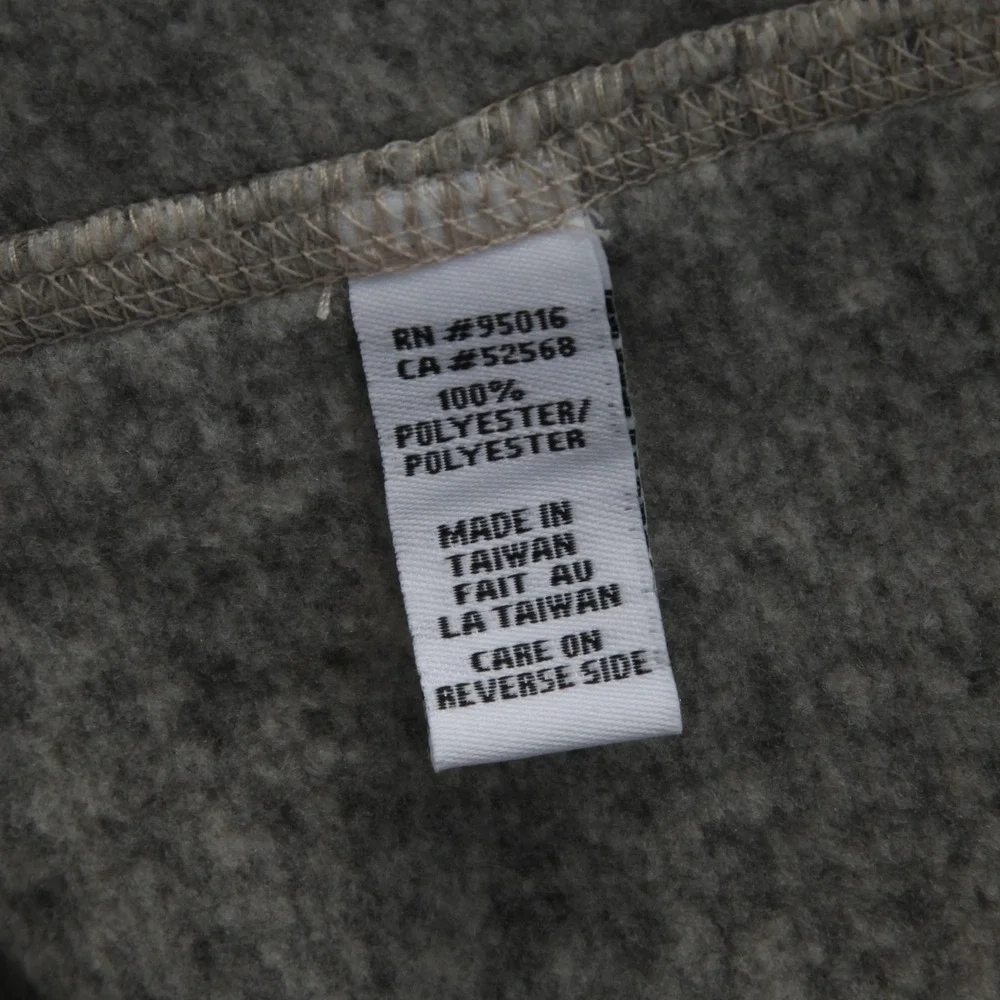 RN #95016
CA #52568
100%
POLYESTER/
POLYESTER
MADE IN
TAIWAN
FAIT AU
LA TAIWAN
CARE ON
REVERSE SIDE